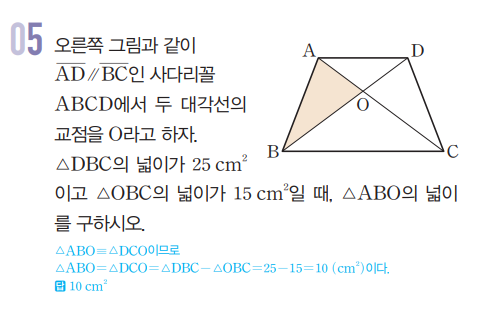 05
오른쪽 그림과 같이
AD∥BC인 사다리꼴
ABCD에서 두 대각선의
교점을 O라고 하자.
△DBC의 넓이가 25 cm²
이고 △OBC의 넓이가 15 cm²일 때, △ABO의 넓이
를 구하시오.
A
D
O
B
C
△ABO≡△DCO이므로
△ABO=△DCO=△DBC-△OBC=25-15=10 (cm²)이다.
답 10 cm²